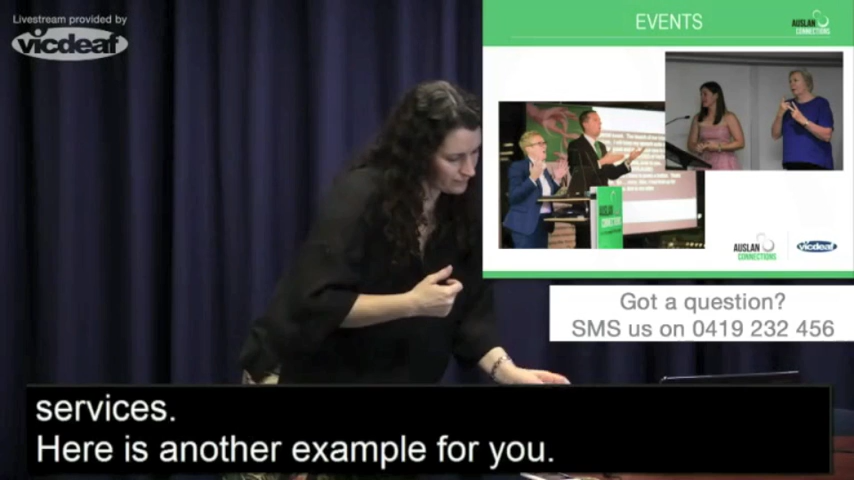 Livestream provided by
vicdeaf
EVENTS
AUSLAN
CONNECTIONS
AUSLAN
CONNECTIONS
AUSLAN
CONNECTIONS
vicdeaf
Got a question?
SMS us on 0419 232 456
services.
Here is another example for you.